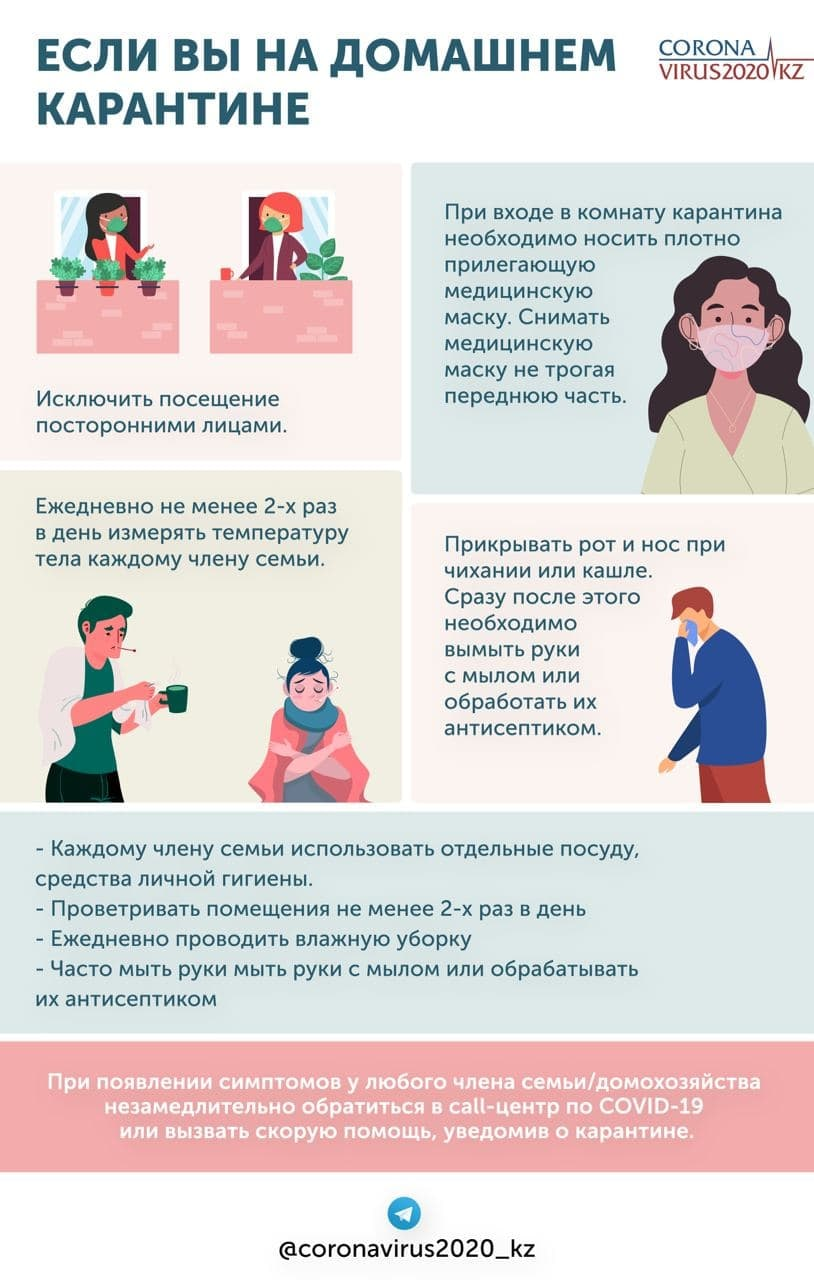 ЕСЛИ ВЫ НА ДОМАШНЕМ
КАРАНТИНЕ
CORONA
VIRUS2020 KZ
Исключить посещение
посторонними лицами.
При входе в комнату карантина
необходимо носить плотно
прилегающую
медицинскую
маску. Снимать
медицинскую
маску не трогая
переднюю часть.
Ежедневно не менее 2-х раз
в день измерять температуру
тела каждому члену семьи.
Прикрывать рот и нос при
чихании или кашле.
Сразу после этого
необходимо
вымыть руки
с мылом или
обработать их
антисептиком.
- Каждому члену семьи использовать отдельные посуду,
средства личной гигиены.
- Проветривать помещения не менее 2-х раз в день
- Ежедневно проводить влажную уборку
- Часто мыть руки мыть руки с мылом или обрабатывать
их антисептиком
При появлении симптомов у любого члена семьи/домохозяйства
незамедлительно обратиться в call-центр по COVID-19
или вызвать скорую помощь, уведомив о карантине.
@coronavirus2020_kz